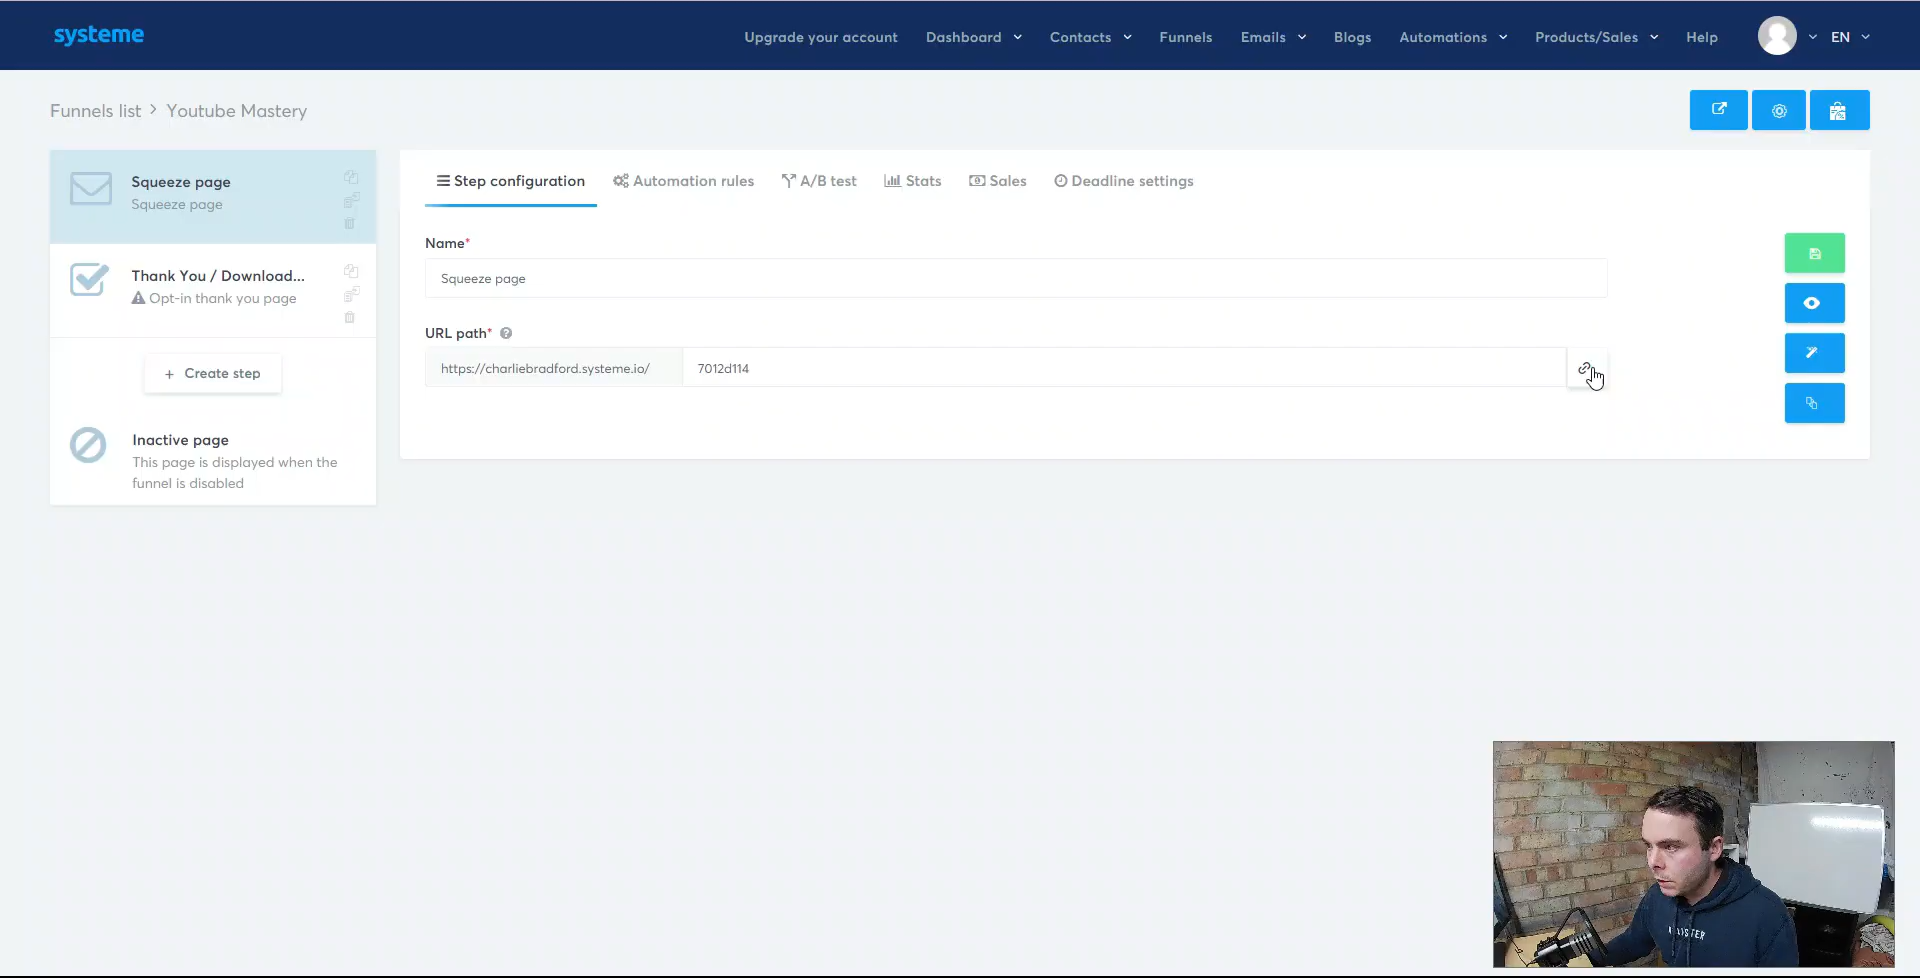 systeme
Upgrade your account
Dashboard
Contacts
Funnels
Emails
Blogs
Automations
Products/Sales
Help
EN
Funnels list > Youtube Mastery
Squeeze page
Squeeze page
Thank You / Download...
Opt-in thank you page
+ Create step
Inactive page
This page is displayed when the
funnel is disabled
Step configuration
Automation rules
A/B test
Stats
Sales
Deadline settings
Name*
Squeeze page
URL path*
https://charliebradford.systeme.io/
7012d114